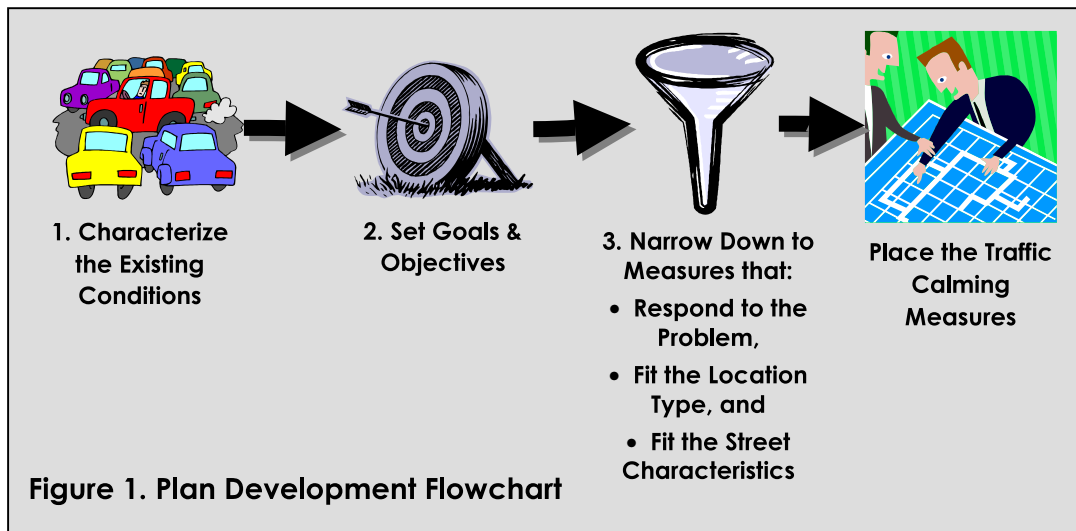 1. Characterize
the Existing
Conditions
2. Set Goals &
Objectives
3. Narrow Down to
Measures that:
• Respond to the
Problem,
• Fit the Location
Type, and
• Fit the Street
Characteristics
Place the Traffic
Calming
Measures
Figure 1. Plan Development Flowchart